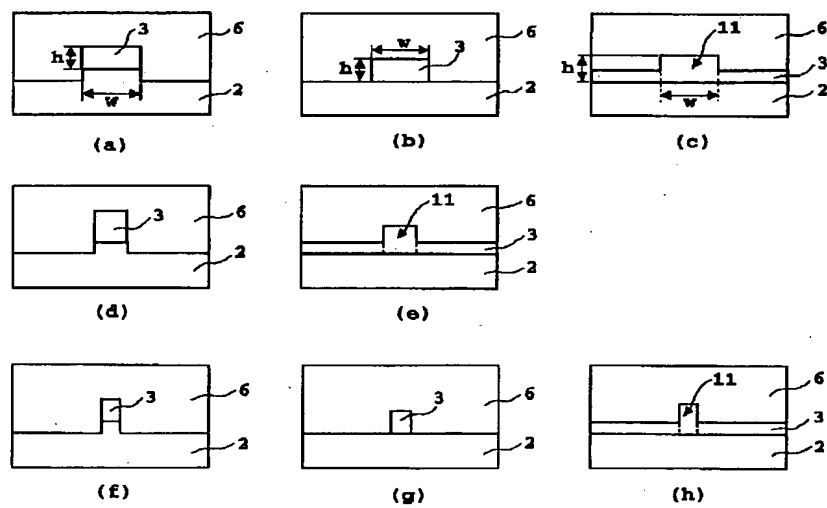 3 6 w 6 11 6
h h 3 h 3
w 2 2 w 2
(a) (b) (c)
3 6 11 6
3
2 2
(d) (e)
3 6 3 6 11 6
3
2 2 2
(f) (g) (h)